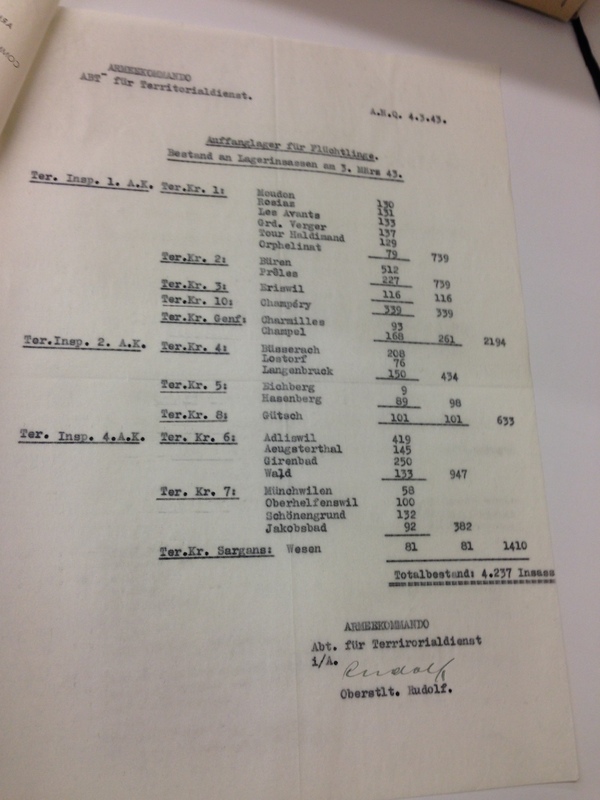 ARMEEKOMMANDO
ABT" für Territorialdienst.
A.H.Q. 4.3.43.
Auffanglager für Flüchtlinge.
Bestand an Lagerinsassen am 3. März 43.
Ter. Insp. 1. A.K. Ter.Kr. 1: Moudon 130
Rosiaz 131
Les Avants 133
Grd. Verger 137
Tour Haldimand 129
Orphelinat 79 739
Ter.Kr. 2: Büren 512
Prêles 227 739
Ter.Kr. 3: Eriswil 116 116
Ter.Kr. 10: Champéry 339 339
Ter.Kr. Genf: Charmilles 93
Champel 168 261 2194
Ter.Insp. 2. A.K. Ter.Kr. 4: Büsserach 208
Lostorf 76
Langenbruck 150 434
Ter.Kr. 5: Eichberg 9
Hasenberg 89 98
Ter.Kr. 8: Gütsch 101 101 633
Ter. Insp. 4.A.K. Ter. Kr. 6: Adliswil 419
Aeugsterthal 145
Girenbad 250
Wald 133 947
Ter. Kr. 7: Münchwilen 58
Oberhelfenswil 100
Schönengrund 132
Jakobsbad 92 382
Ter.Kr. Sargans: Wesen 81 81 1410
Totalbestand: 4.237 Insass
ARMEEKOMMANDO
Abt. für Terrirorialdienst
i/A.
Rudolf
Oberstlt. Rudolf.